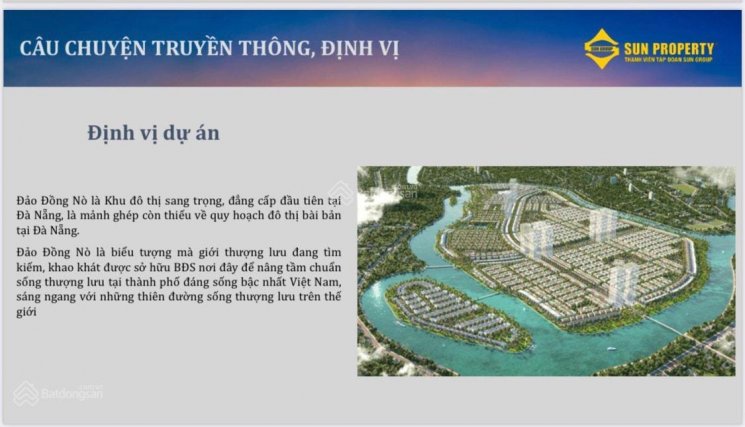 CÂU CHUYỆN TRUYỀN THÔNG, ĐỊNH VỊ
SUN GROUP
SUN PROPERTY
THÀNH VIÊN TẬP ĐOÀN SUN GROUP
Định vị dự án
Đảo Đồng Nò là Khu đô thị sang trọng, đẳng cấp đầu tiên tại
Đà Nẵng, là mảnh ghép còn thiếu về quy hoạch đô thị bài bản
tại Đà Nẵng.
Đảo Đồng Nò là biểu tượng mà giới thượng lưu đang tìm
kiếm, khao khát được sở hữu BĐS nơi đây để nâng tầm chuẩn
sống thượng lưu tại thành phố đáng sống bậc nhất Việt Nam,
sáng ngang với những thiên đường sống thượng lưu trên thế
giới
Batdongsan